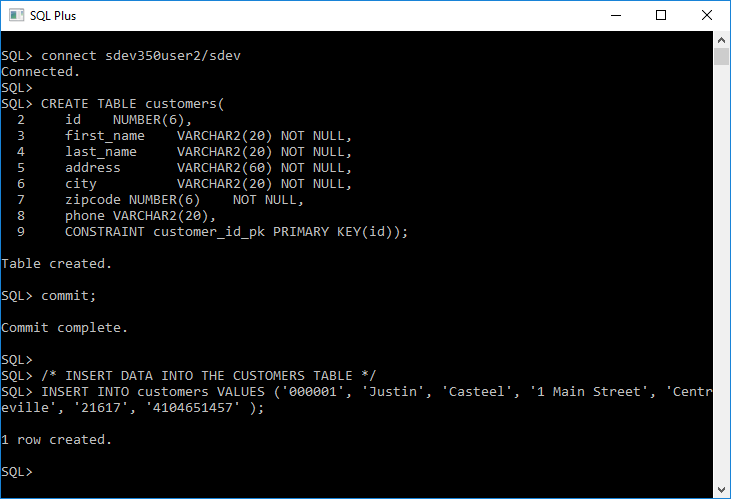 SQL Plus
SQL> connect sdev350user2/sdev
Connected.
SQL>
SQL> CREATE TABLE customers(
  2     id    NUMBER(6),
  3     first_name    VARCHAR2(20) NOT NULL,
  4     last_name     VARCHAR2(20) NOT NULL,
  5     address       VARCHAR2(60) NOT NULL,
  6     city          VARCHAR2(20) NOT NULL,
  7     zipcode NUMBER(6)    NOT NULL,
  8     phone VARCHAR2(20),
  9     CONSTRAINT customer_id_pk PRIMARY KEY(id));
Table created.
SQL> commit;
Commit complete.
SQL>
SQL> /* INSERT DATA INTO THE CUSTOMERS TABLE */
SQL> INSERT INTO customers VALUES ('000001', 'Justin', 'Casteel', '1 Main Street', 'Centr
eville', '21617', '4104651457' );
1 row created.
SQL>